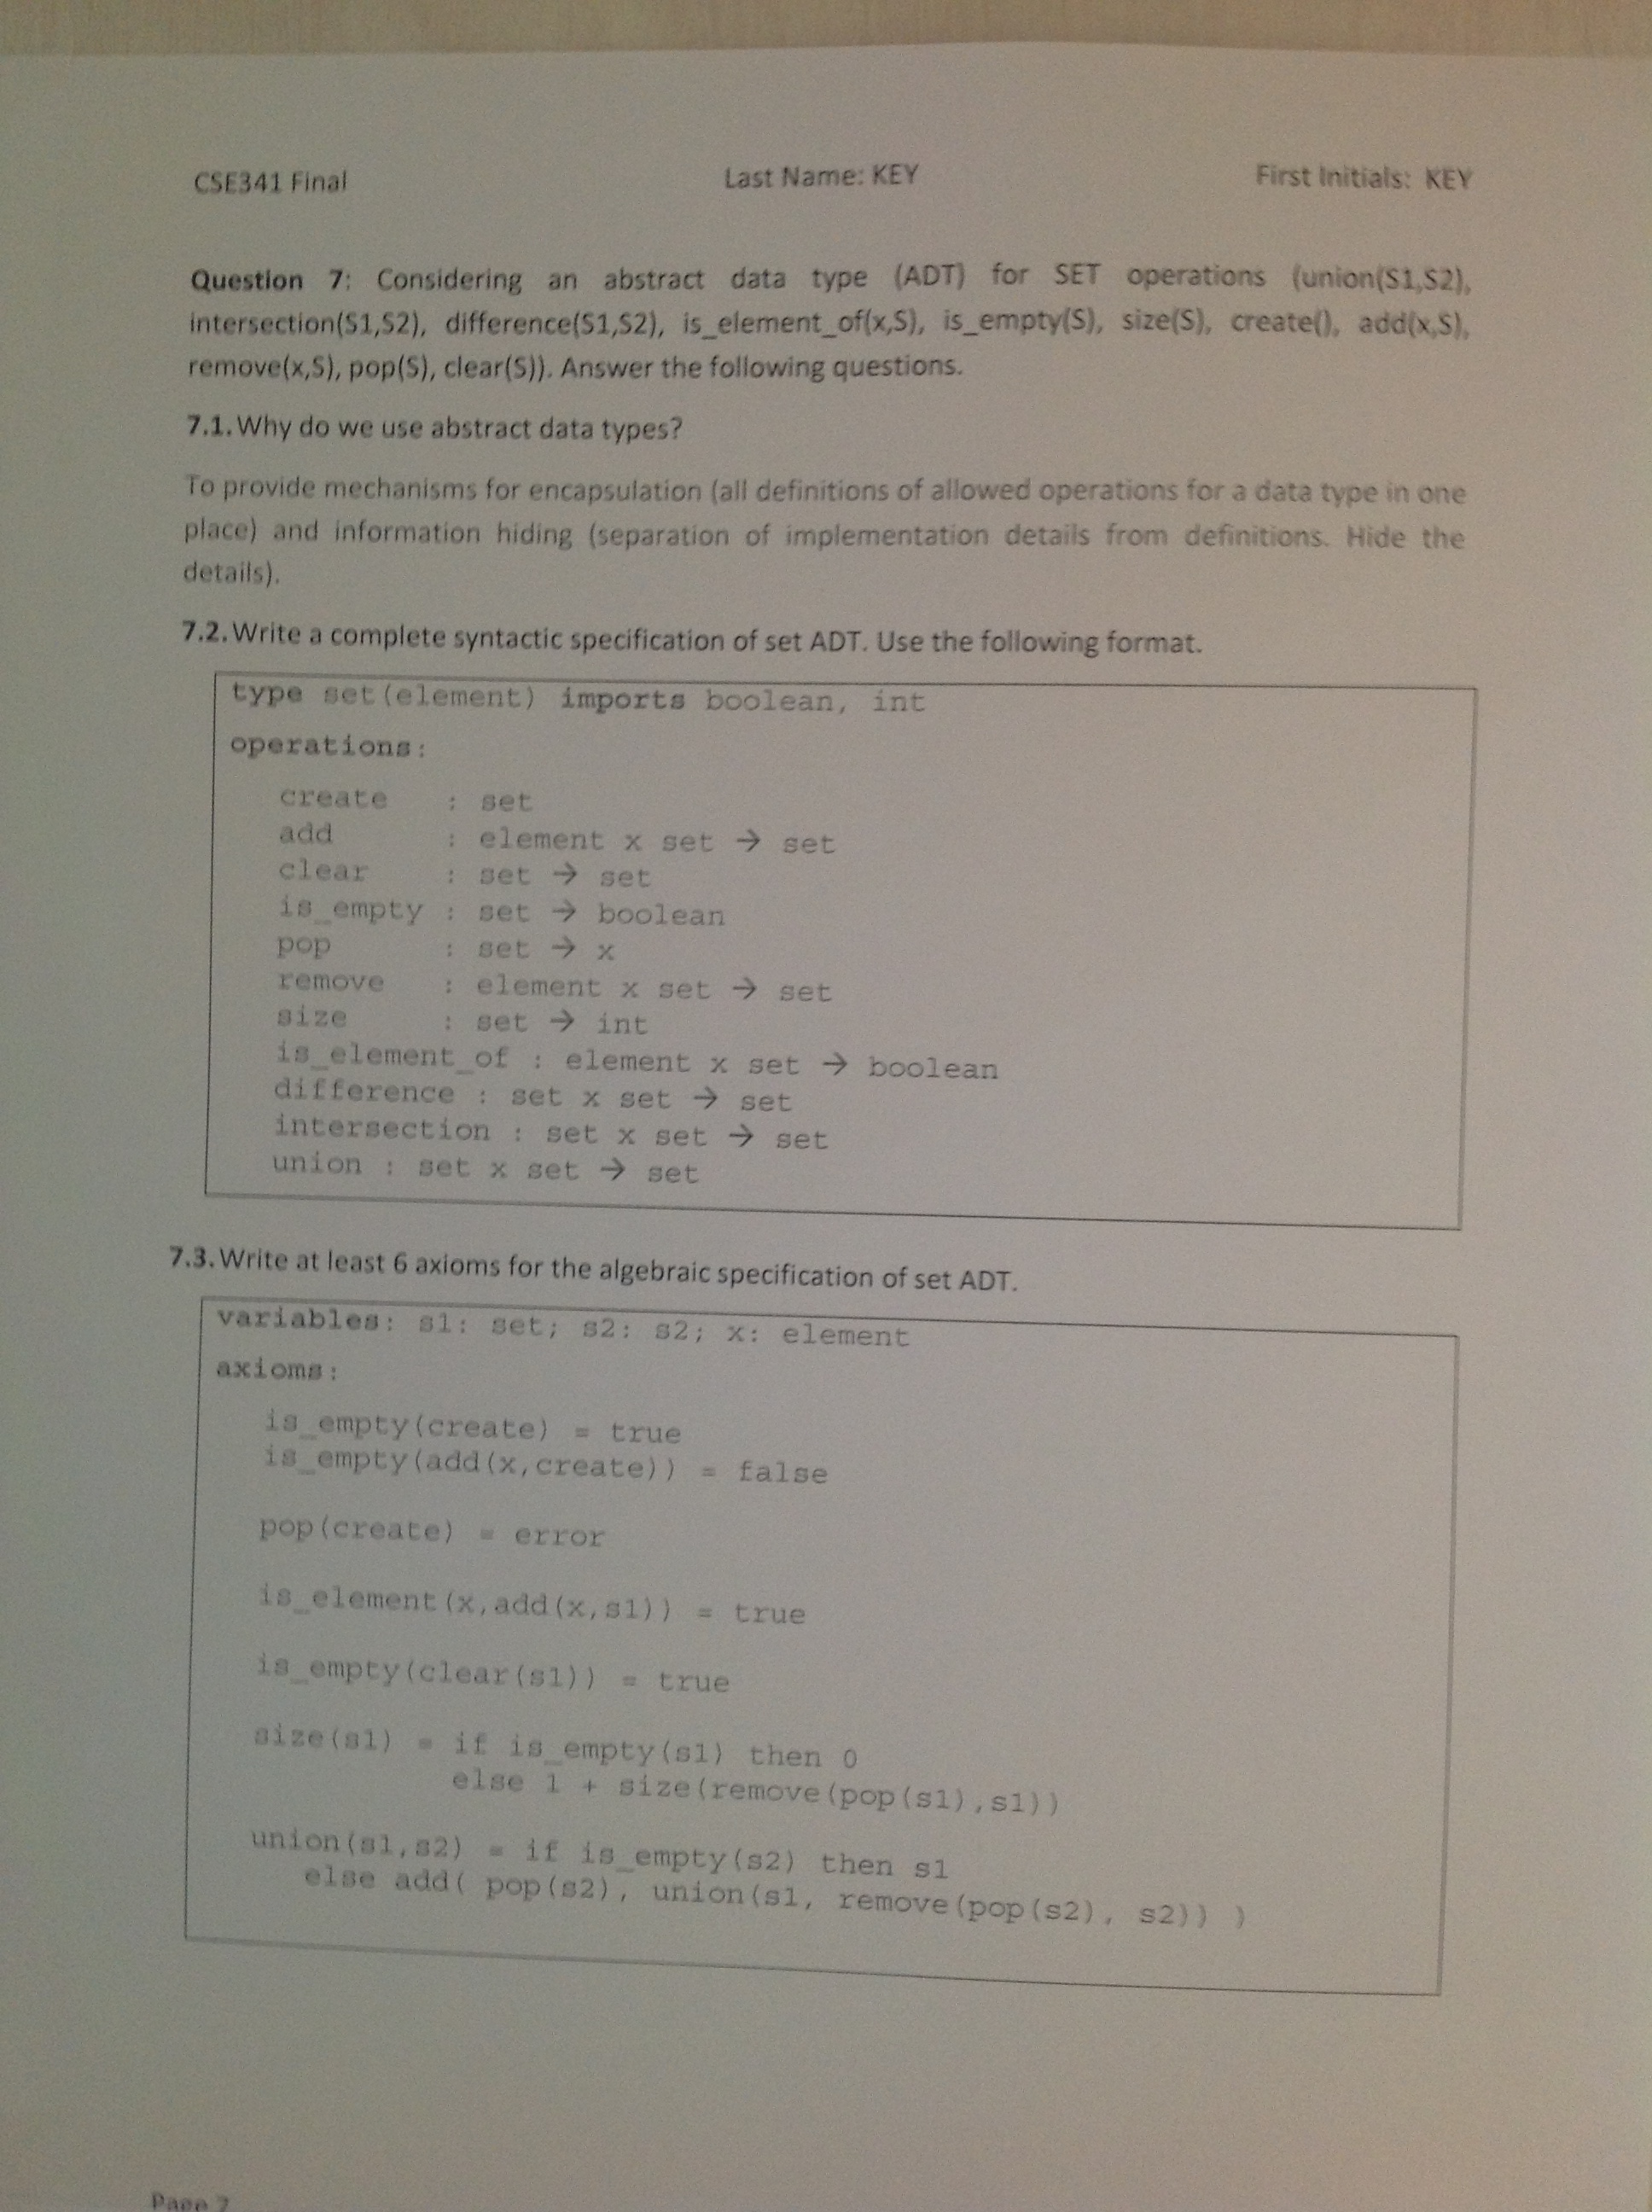 CSE341 Final Last Name: KEY First Initials: KEY
Question 7: Considering an abstract data type (ADT) for SET operations (union(S1,S2),
intersection(S1,S2), difference(S1,S2), is_element_of(x,S), is_empty(S), size(S), create(), add(x,S),
remove(x,S), pop(S), clear(S)). Answer the following questions.
7.1. Why do we use abstract data types?
To provide mechanisms for encapsulation (all definitions of allowed operations for a data type in one
place) and information hiding (separation of implementation details from definitions. Hide the
details).
7.2. Write a complete syntactic specification of set ADT. Use the following format.
type set(element) imports boolean, int
operations:
create : set
add : element x set → set
clear : set → set
is_empty : set → boolean
pop : set → x
remove : element x set → set
size : set → int
is_element_of : element x set → boolean
difference : set x set → set
intersection : set x set → set
union : set x set → set
7.3. Write at least 6 axioms for the algebraic specification of set ADT.
variables: s1: set; s2: s2; x: element
axioms:
is_empty(create) = true
is_empty(add(x,create)) = false
pop(create) = error
is_element(x,add(x,s1)) = true
is_empty(clear(s1)) = true
size(s1) = if is_empty(s1) then 0
else 1 + size(remove(pop(s1),s1))
union(s1,s2) = if is_empty(s2) then s1
else add( pop(s2), union(s1, remove(pop(s2), s2)) )
Page 7